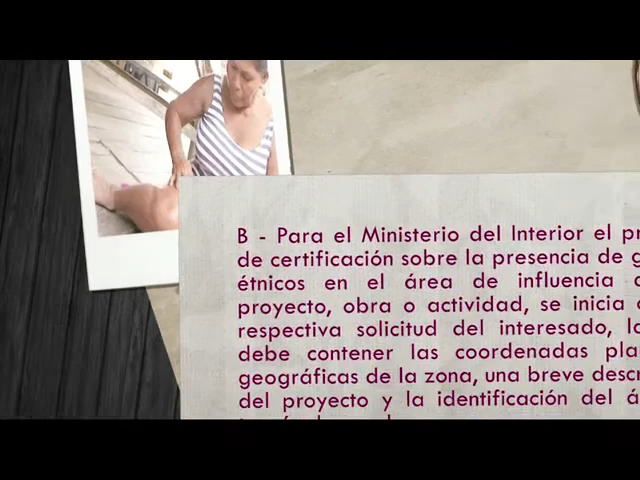 B - Para el Ministerio del Interior el
de certificación sobre la presencia de
étnicos en el área de influencia
proyecto, obra o actividad, se inicia
respectiva solicitud del interesado,
debe contener las coordenadas
geográficas de la zona, una breve
del proyecto y la identificación del